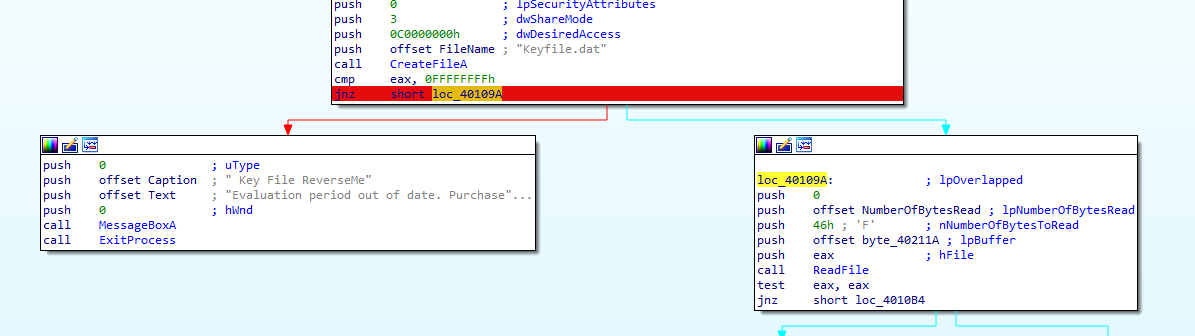 push 0 ; lpSecurityAttributes
push 3 ; dwShareMode
push 0C0000000h ; dwDesiredAccess
push offset FileName ; "Keyfile.dat"
call CreateFileA
cmp eax, 0FFFFFFFFh
jnz short loc_40109A
push 0 ; uType
push offset Caption ; " Key File ReverseMe"
push offset Text ; "Evaluation period out of date. Purchase"...
push 0 ; hWnd
call MessageBoxA
call ExitProcess
loc_40109A: ; lpOverlapped
push 0
push offset NumberOfBytesRead ; lpNumberOfBytesRead
push 46h ; 'F' ; nNumberOfBytesToRead
push offset byte_40211A ; lpBuffer
push eax ; hFile
call ReadFile
test eax, eax
jnz short loc_4010B4